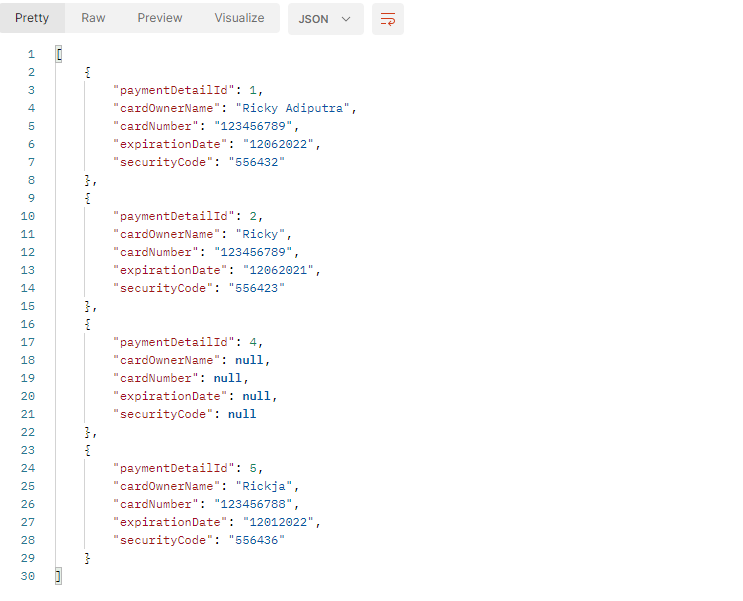 Pretty Raw Preview Visualize JSON
1 [
2 {
3 "paymentDetailId": 1,
4 "cardOwnerName": "Ricky Adiputra",
5 "cardNumber": "123456789",
6 "expirationDate": "12062022",
7 "securityCode": "556432"
8 },
9 {
10 "paymentDetailId": 2,
11 "cardOwnerName": "Ricky",
12 "cardNumber": "123456789",
13 "expirationDate": "12062021",
14 "securityCode": "556423"
15 },
16 {
17 "paymentDetailId": 4,
18 "cardOwnerName": null,
19 "cardNumber": null,
20 "expirationDate": null,
21 "securityCode": null
22 },
23 {
24 "paymentDetailId": 5,
25 "cardOwnerName": "Rickja",
26 "cardNumber": "123456788",
27 "expirationDate": "12012022",
28 "securityCode": "556436"
29 }
30 ]